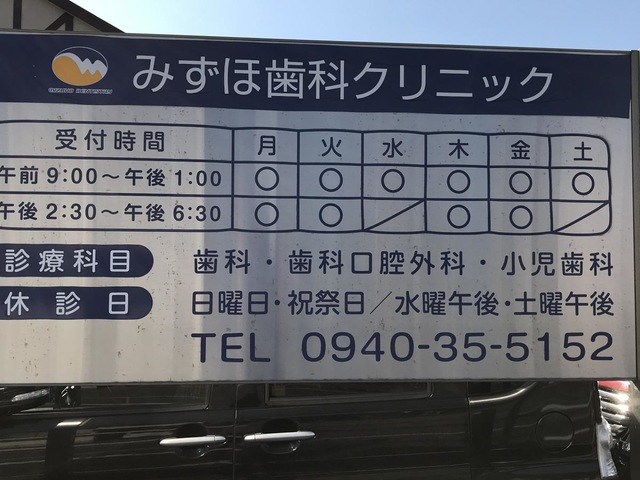 みずほ歯科クリニック
MIZUHO DENTISTRY
受付時間 月 火 水 木 金 土
午前 9:00〜午後 1:00 ○ ○ ○ ○ ○ ○
午後 2:30〜午後 6:30 ○ ○ ／ ○ ○ ／
診療科目 歯科・歯科口腔外科・小児歯科
休診日 日曜日・祝祭日／水曜午後・土曜午後
TEL 0940-35-5152